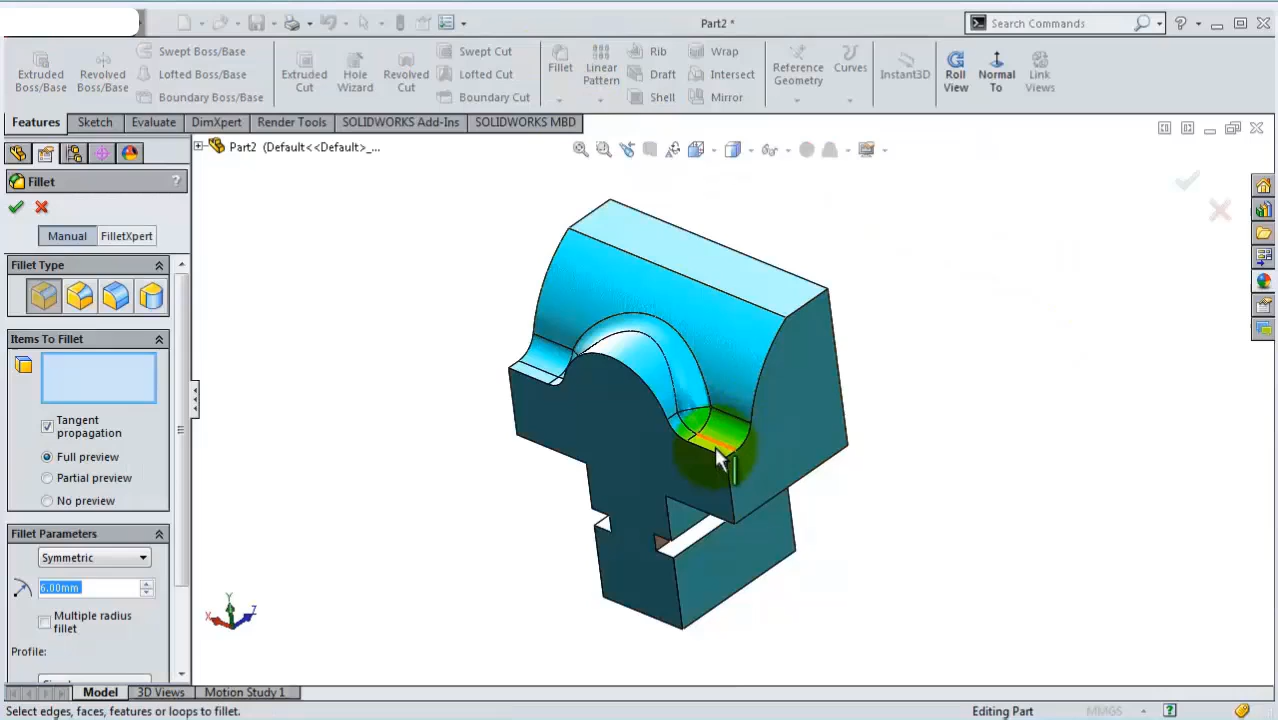 Part2 *
Search Commands
Extruded Boss/Base
Revolved Boss/Base
Swept Boss/Base
Lofted Boss/Base
Boundary Boss/Base
Extruded Cut
Hole Wizard
Revolved Cut
Swept Cut
Lofted Cut
Boundary Cut
Fillet
Linear Pattern
Rib
Draft
Shell
Wrap
Intersect
Mirror
Reference Geometry
Curves
Instant3D
Roll View
Normal To
Link Views
Features
Sketch
Evaluate
DimXpert
Render Tools
SOLIDWORKS Add-Ins
SOLIDWORKS MBD
Part2 (Default<<Default>_...
Fillet
?
Manual
FilletXpert
Fillet Type
Items To Fillet
Tangent
propagation
Full preview
Partial preview
No preview
Fillet Parameters
Symmetric
6.00mm
Multiple radius
fillet
Profile:
Y
X
Z
Model
3D Views
Motion Study 1
Select edges, faces, features or loops to fillet.
Editing Part
MMGS